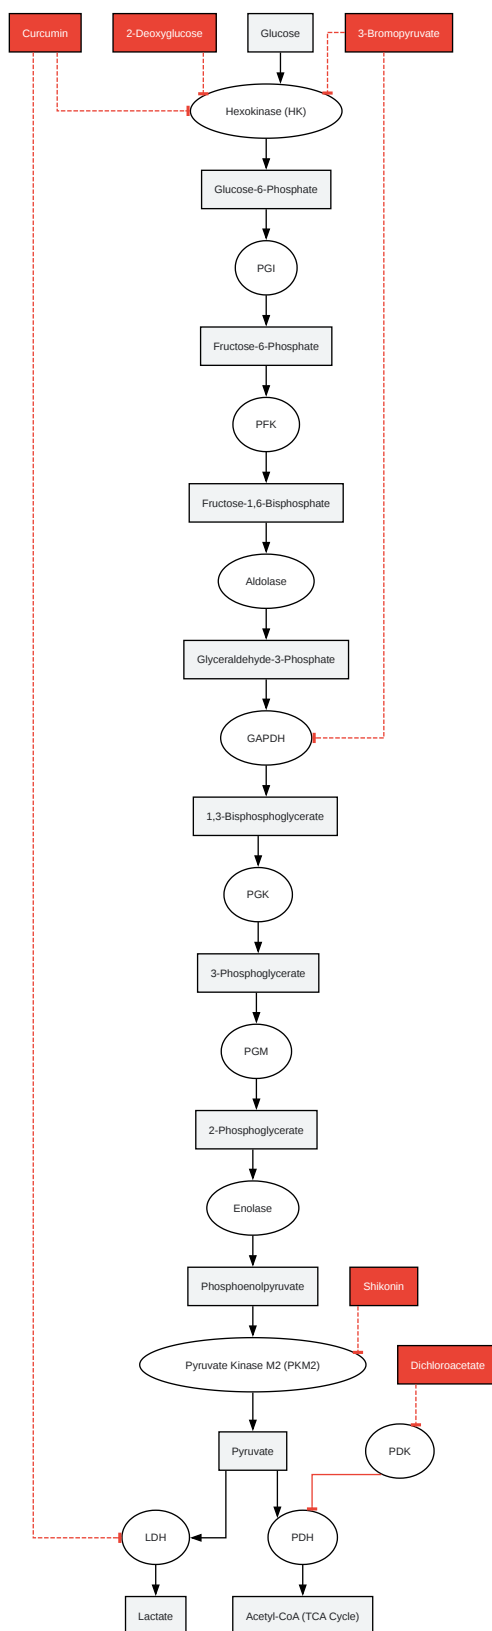 Curcumin
2-Deoxyglucose
Glucose
3-Bromopyruvate
Hexokinase (HK)
Glucose-6-Phosphate
PGI
Fructose-6-Phosphate
PFK
Fructose-1,6-Bisphosphate
Aldolase
Glyceraldehyde-3-Phosphate
GAPDH
1,3-Bisphosphoglycerate
PGK
3-Phosphoglycerate
PGM
2-Phosphoglycerate
Enolase
Phosphoenolpyruvate
Shikonin
Pyruvate Kinase M2 (PKM2)
Dichloroacetate
Pyruvate
PDK
LDH
PDH
Lactate
Acetyl-CoA (TCA Cycle)